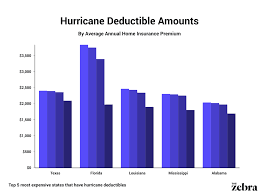 Hurricane Deductible Amounts
By Average Annual Home Insurance Premium
$3,500
$3,000
$2,500
$2,000
$1,500
$1,000
$500
$0
Texas Florida Louisiana Mississippi Alabama
Top 5 most expensive states that have hurricane deductibles
Zebra